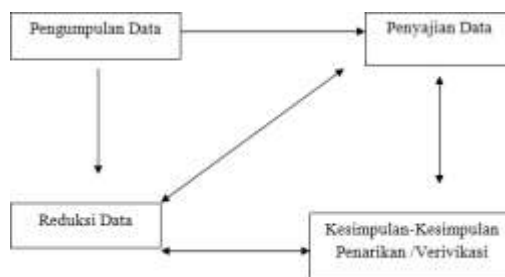 Pengumpulan Data
Penyajian Data
Reduksi Data
Kesimpulan-Kesimpulan
Penarikan /Verivikasi